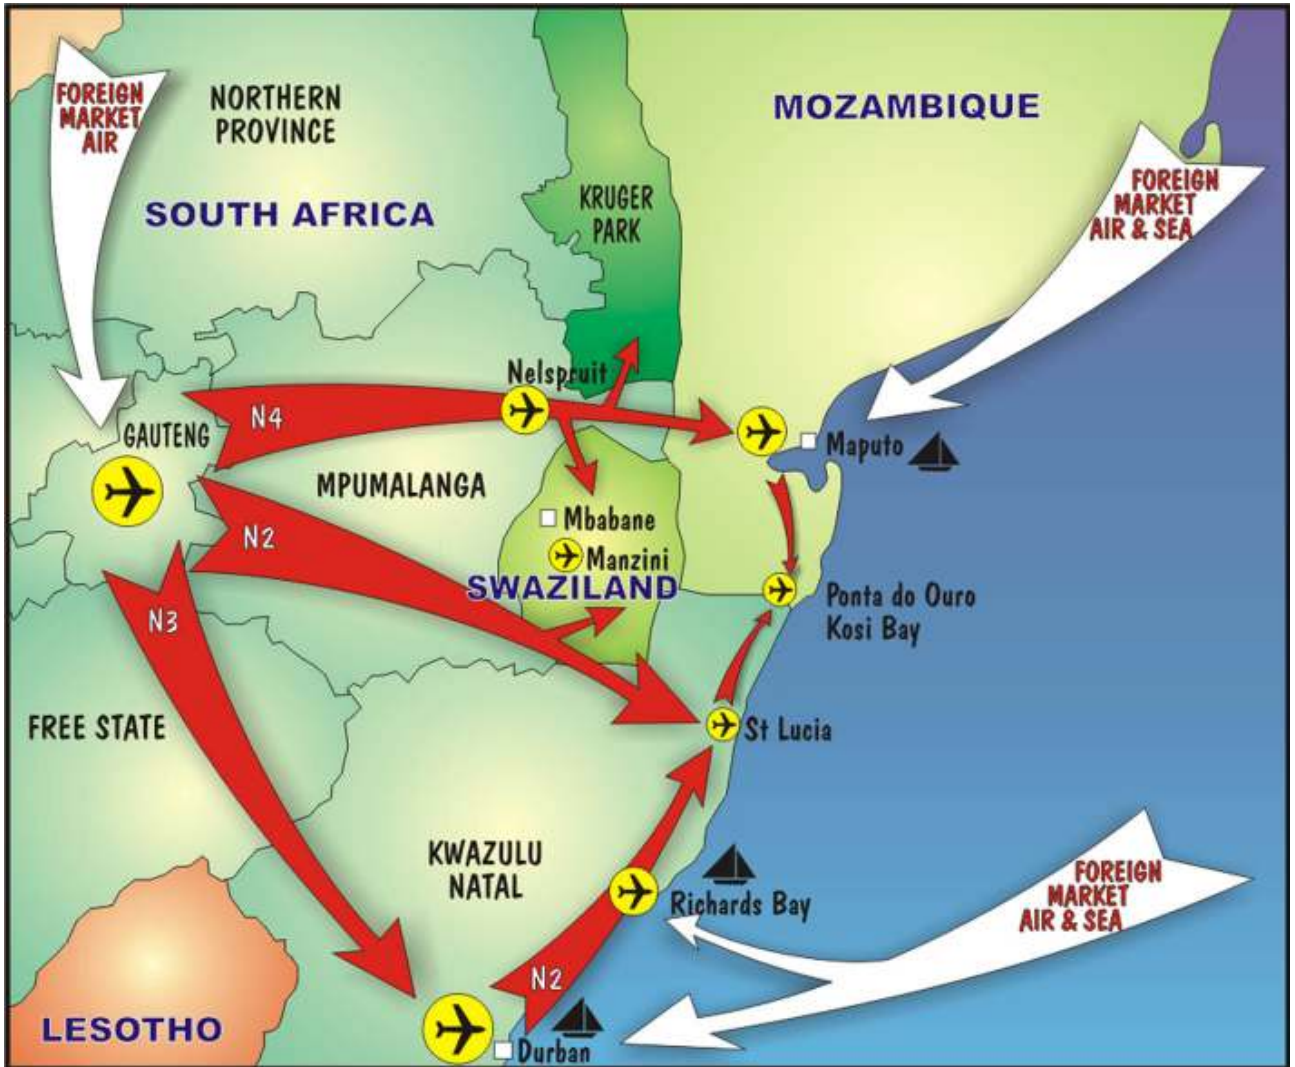 FOREIGN
MARKET
AIR
NORTHERN
PROVINCE
MOZAMBIQUE
SOUTH AFRICA
KRUGER
PARK
FOREIGN
MARKET
AIR & SEA
Nelspruit
N4
GAUTENG
Maputo
MPUMALANGA
N2
Mbabane
Manzini
SWAZILAND
Ponta do Ouro
Kosi Bay
N3
FREE STATE
St Lucia
KWAZULU
NATAL
Richards Bay
FOREIGN
MARKET
AIR & SEA
N2
LESOTHO
Durban